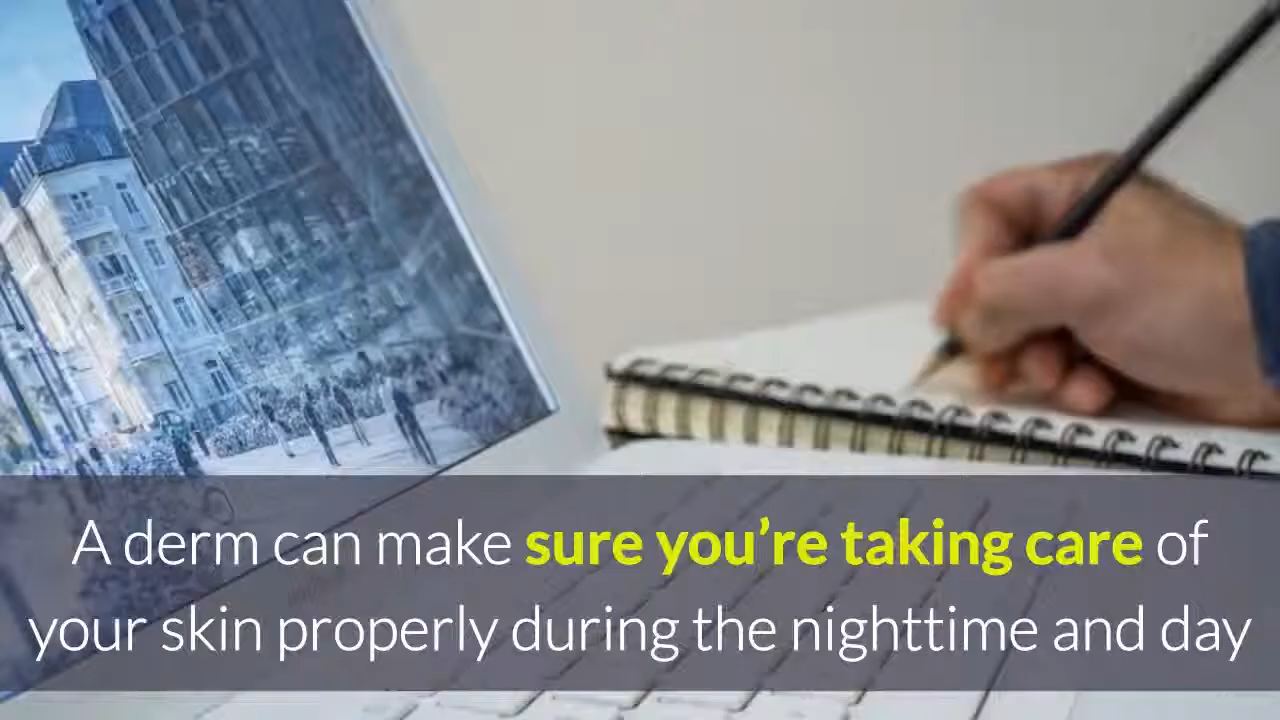 A derm can make sure you’re taking care of
your skin properly during the nighttime and day